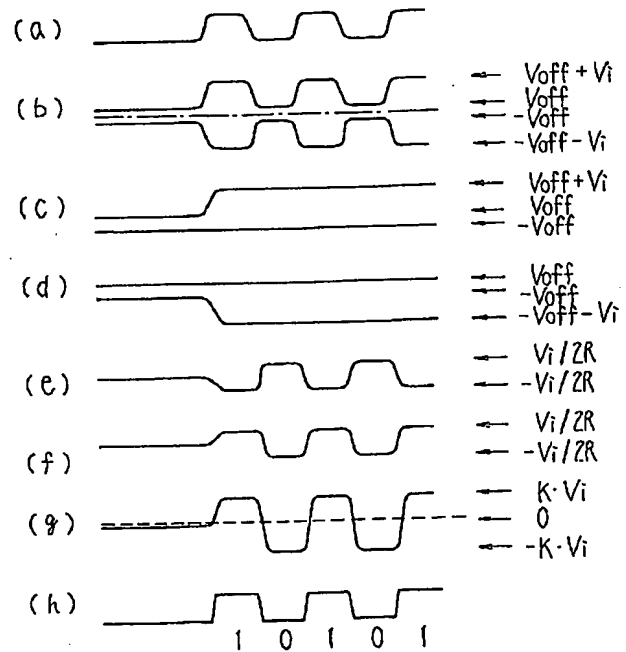 (a)
(b)
Voff+Vi
Voff
-Voff
-Voff-Vi
(c)
Voff+Vi
Voff
-Voff
(d)
Voff
-Voff
-Voff-Vi
(e)
Vi/2R
-Vi/2R
(f)
Vi/2R
-Vi/2R
(g)
K·Vi
0
-K·Vi
(h)
1 0 1 0 1